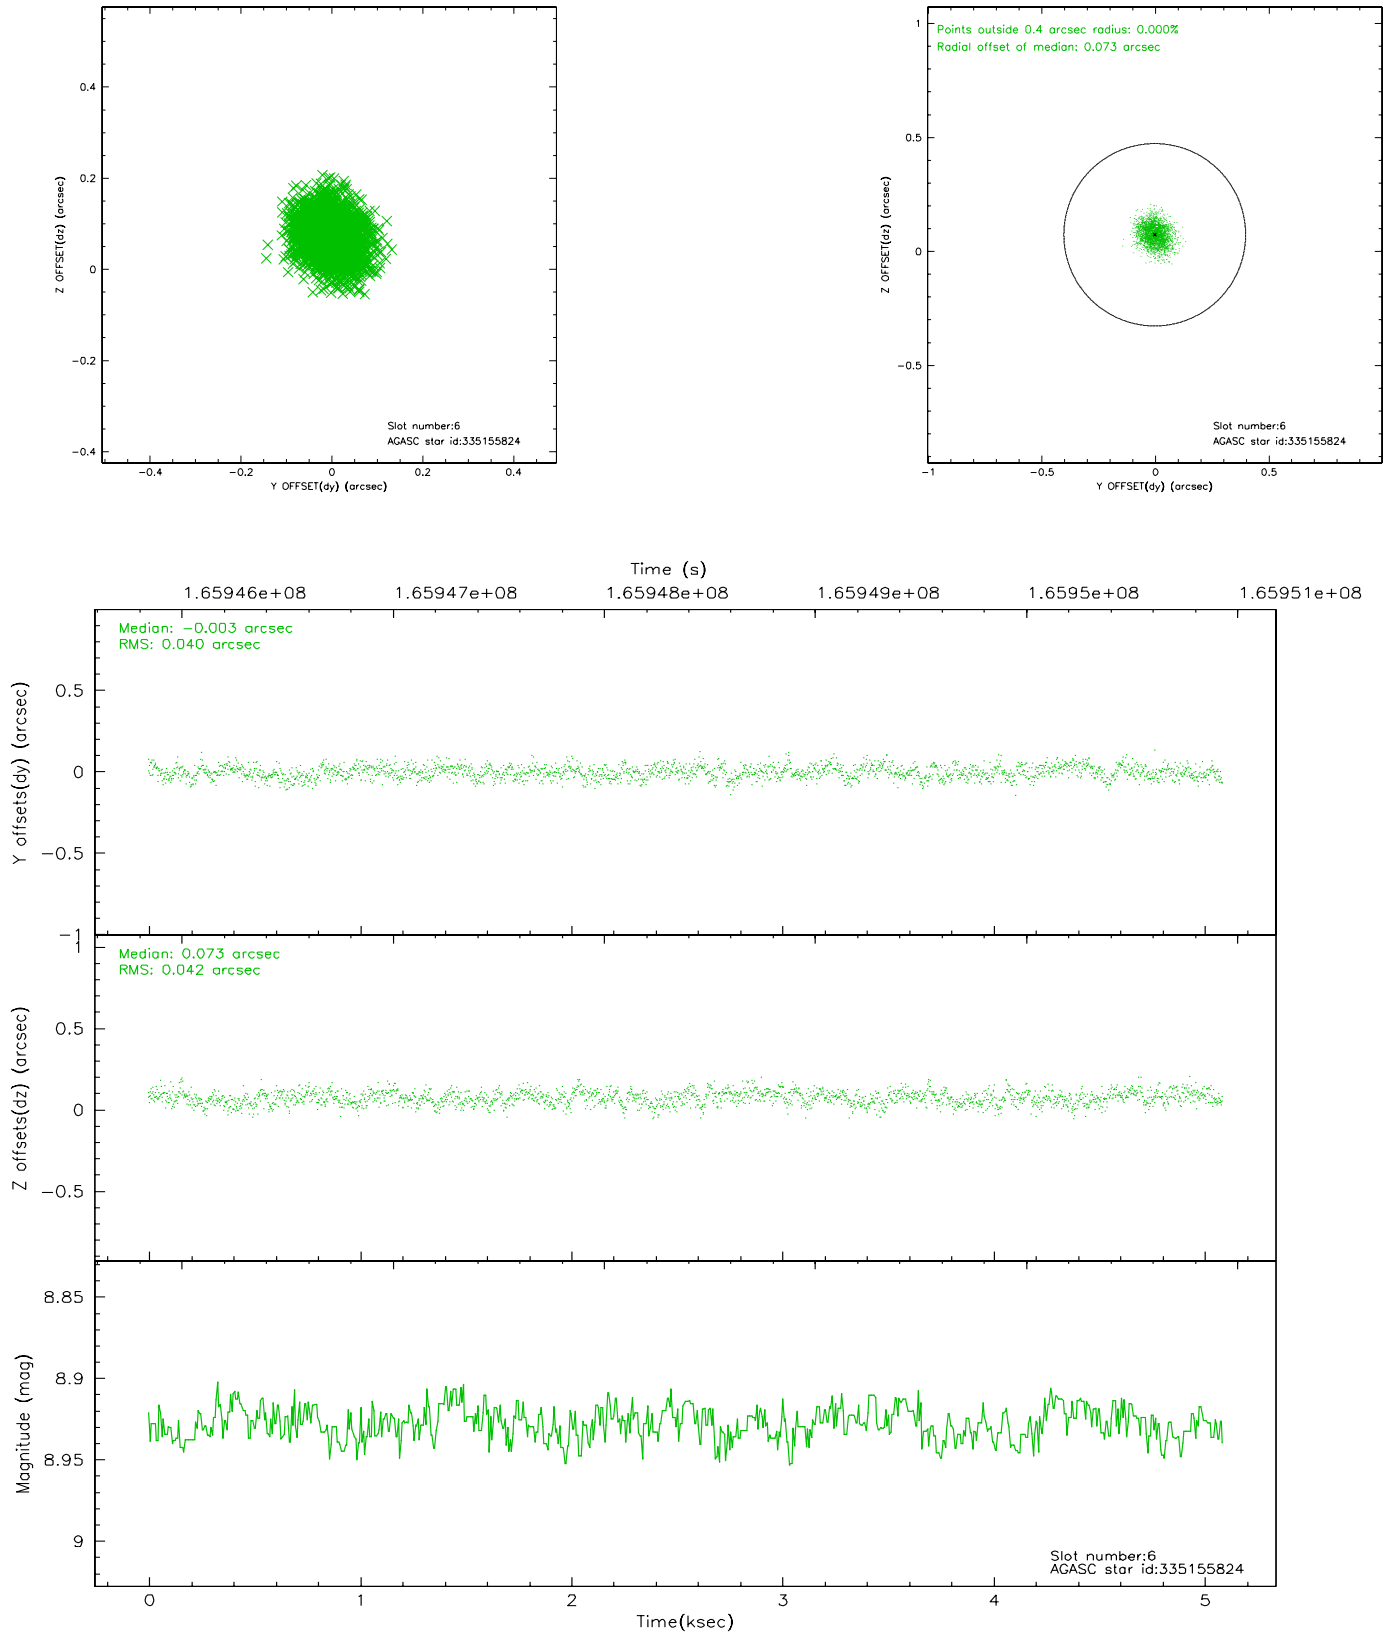 0.4
0.2
0
−0.2
−0.4
Z OFFSET(dz) (arcsec)
Slot number:6
AGASC star id:335155824
−0.4
−0.2
0
0.2
0.4
Y OFFSET(dy) (arcsec)
Points outside 0.4 arcsec radius: 0.000%
Radial offset of median: 0.073 arcsec
1
0.5
0
−0.5
Z OFFSET(dz) (arcsec)
Slot number:6
AGASC star id:335155824
−1
−0.5
0
0.5
Y OFFSET(dy) (arcsec)
Time (s)
1.65946e+08
1.65947e+08
1.65948e+08
1.65949e+08
1.6595e+08
1.65951e+08
Median: −0.003 arcsec
RMS: 0.040 arcsec
0.5
0
−0.5
−1
Y offsets(dy) (arcsec)
Median: 0.073 arcsec
RMS: 0.042 arcsec
1
0.5
0
−0.5
Z offsets(dz) (arcsec)
8.85
8.9
8.95
9
Magnitude (mag)
Slot number:6
AGASC star id:335155824
0
1
2
3
4
5
Time(ksec)